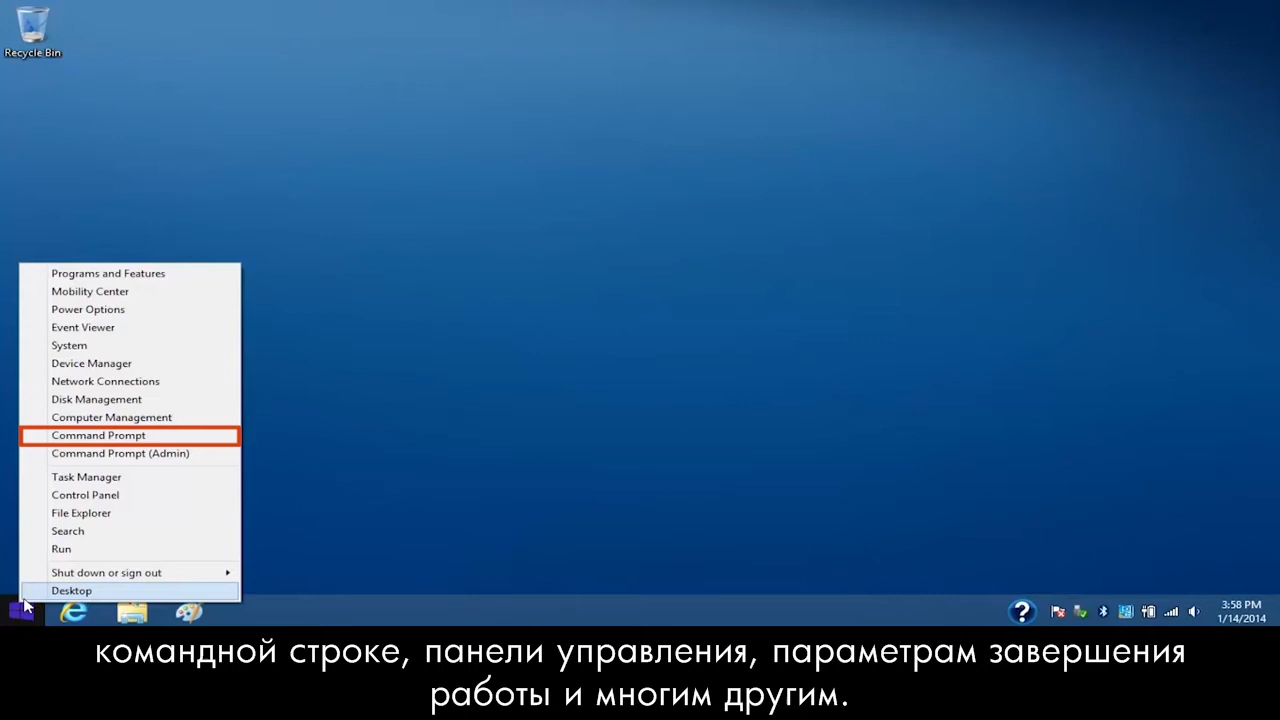 Recycle Bin
Programs and Features
Mobility Center
Power Options
Event Viewer
System
Device Manager
Network Connections
Disk Management
Computer Management
Command Prompt
Command Prompt (Admin)
Task Manager
Control Panel
File Explorer
Search
Run
Shut down or sign out
Desktop
?
3:58 PM
1/14/2014
командной строке, панели управления, параметрам завершения
работы и многим другим.